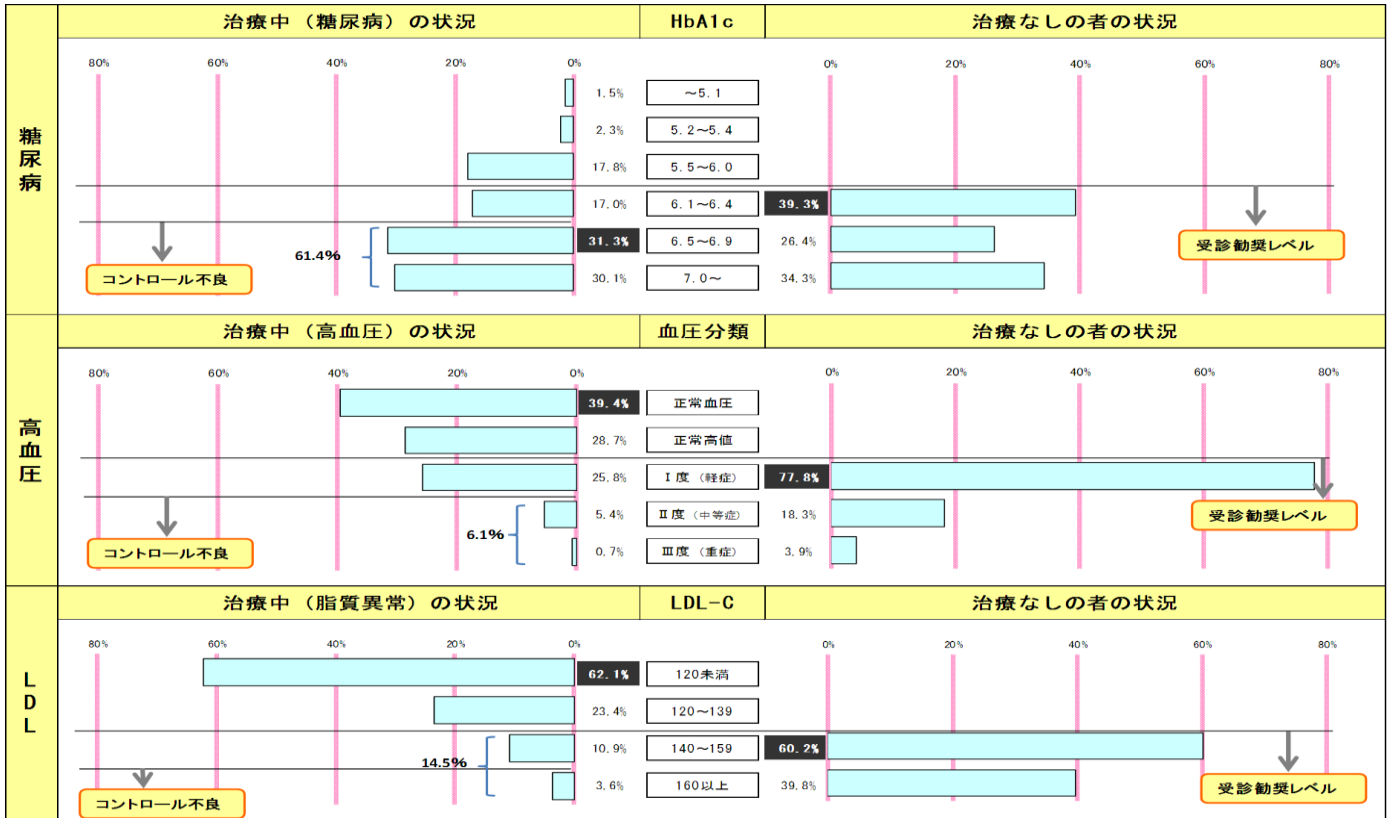 治療中（糖尿病）の状況 HbA1c 治療なしの者の状況
80% 60% 40% 20% 0% 0% 20% 40% 60% 80%
糖尿病
1.5% ～5.1
2.3% 5.2～5.4
17.8% 5.5～6.0
17.0% 6.1～6.4 39.3%
31.3% 6.5～6.9 26.4%
受診勧奨レベル
61.4%
コントロール不良
30.1% 7.0～ 34.3%
治療中（高血圧）の状況 血圧分類 治療なしの者の状況
80% 60% 40% 20% 0% 0% 20% 40% 60% 80%
高血圧
39.4% 正常血圧
28.7% 正常高値
25.8% Ⅰ度（軽症） 77.8%
5.4% Ⅱ度（中等症） 18.3%
受診勧奨レベル
6.1%
コントロール不良
0.7% Ⅲ度（重症） 3.9%
治療中（脂質異常）の状況 LDL-C 治療なしの者の状況
80% 60% 40% 20% 0% 0% 20% 40% 60% 80%
LDL
62.1% 120未満
23.4% 120～139
10.9% 140～159 60.2%
14.5%
3.6% 160以上 39.8%
受診勧奨レベル
コントロール不良